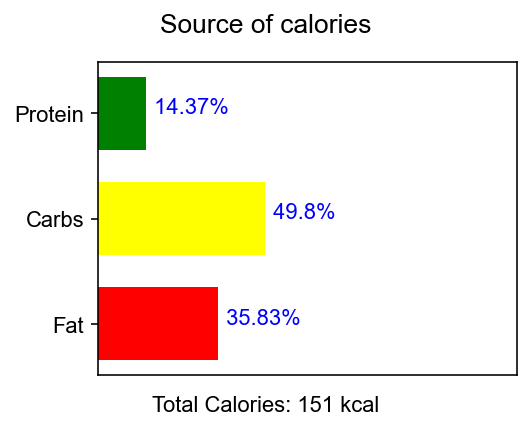 Source of calories
Protein 14.37%
Carbs 49.8%
Fat 35.83%
Total Calories: 151 kcal